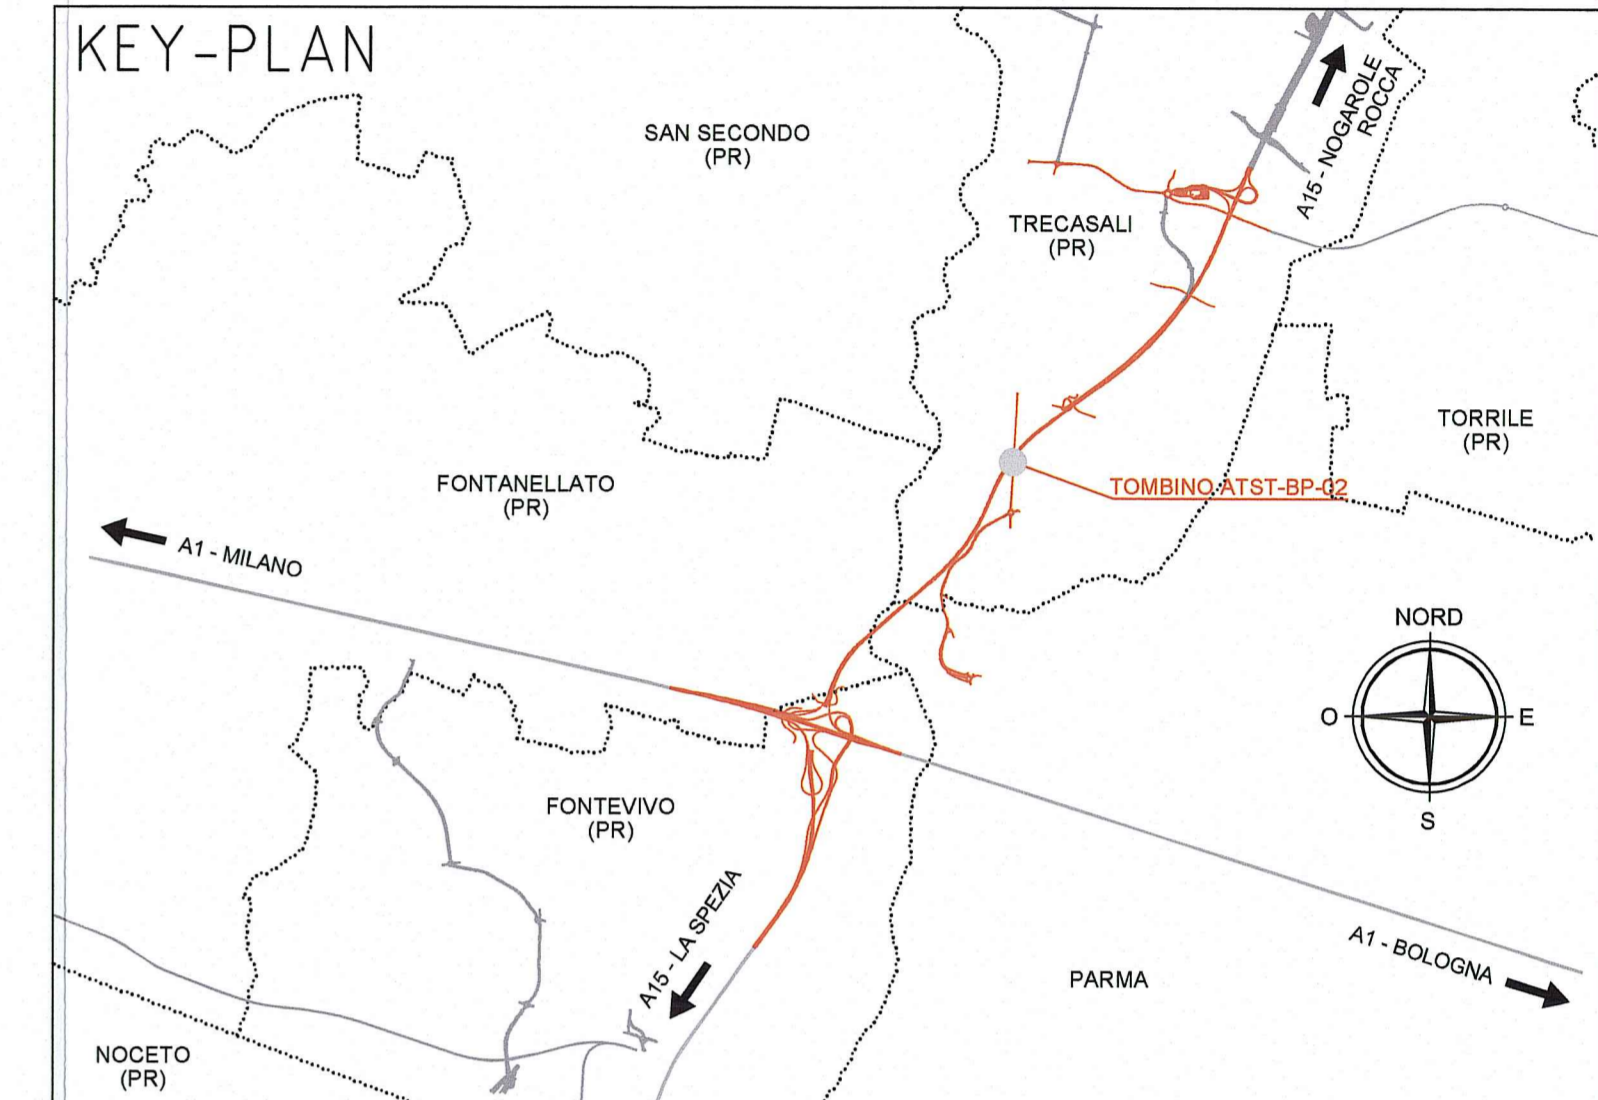 KEY-PLAN
SAN SECONDO
(PR)
A15 - NOGAROLE
ROCCA
TRECASALI
(PR)
TORRILE
(PR)
FONTANELLATO
(PR)
TOMBINO ATST-BP-02
A1 - MILANO
NORD
O
E
S
FONTEVIVO
(PR)
A15 - LA SPEZIA
A1 - BOLOGNA
PARMA
NOCETO
(PR)